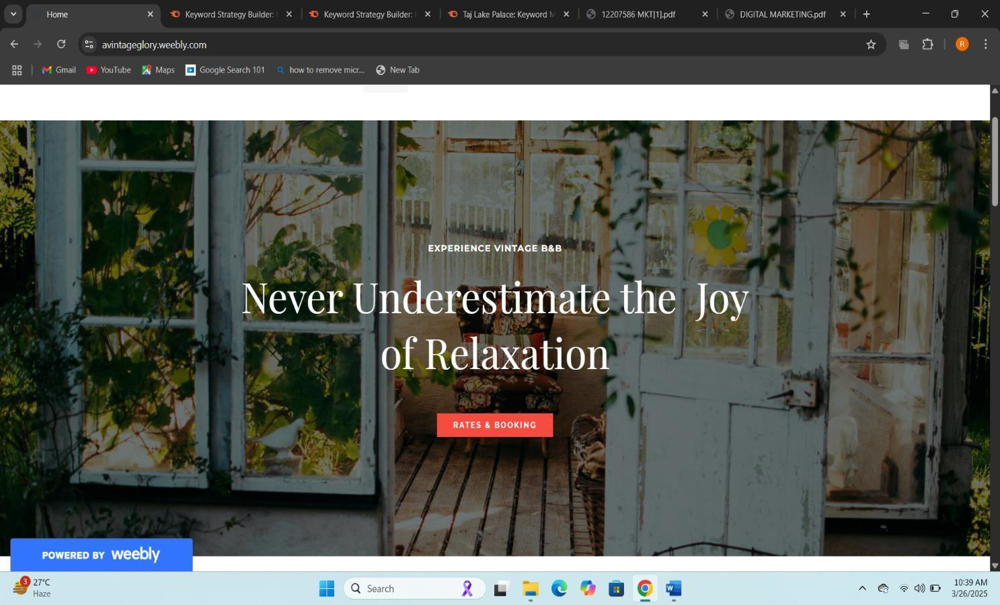 Home
Keyword Strategy Builder:
Keyword Strategy Builder:
Taj Lake Palace: Keyword
12207586 MKT[1].pdf
DIGITAL MARKETING.pdf
avintageglory.weebly.com
R
Gmail
YouTube
Maps
Google Search 101
how to remove micr...
New Tab
EXPERIENCE VINTAGE B&B
Never Underestimate the Joy
of Relaxation
RATES & BOOKING
POWERED BY weebly
3
27°C
Haze
Search
W
10:39 AM
3/26/2025